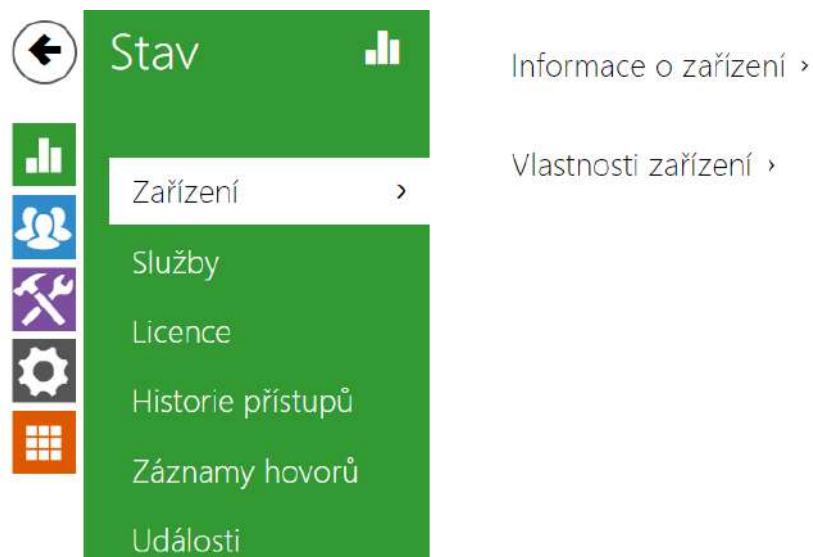 Stav
Zařízení
Služby
Licence
Historie přístupů
Záznamy hovorů
Události
Informace o zařízení
Vlastnosti zařízení